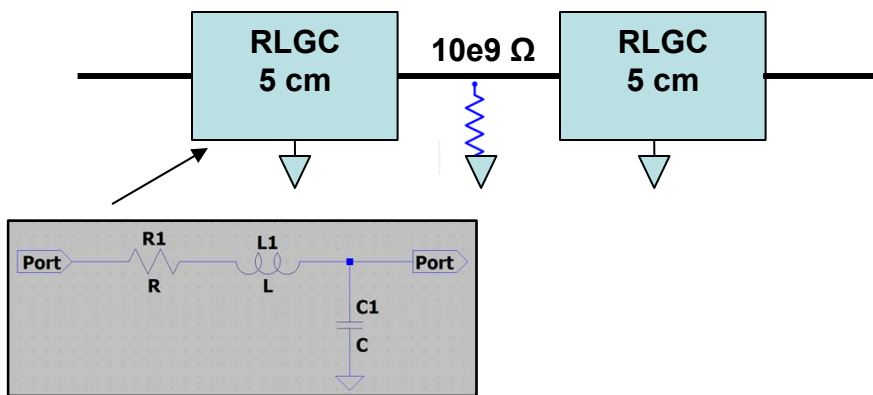 RLGC
5 cm
10e9 Ω
RLGC
5 cm
Port
R1
R
L1
L
Port
C1
C